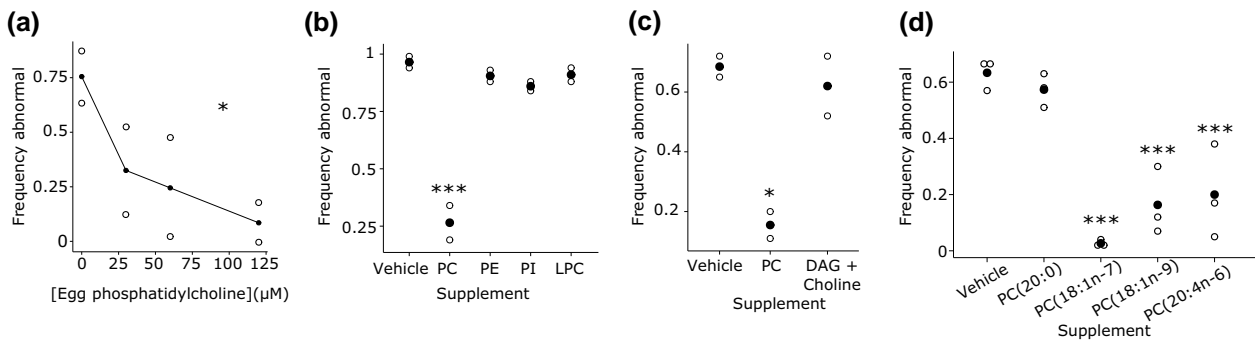 (a)
Frequency abnormal
0.75
0.5
0.25
0
*
0 25 50 75 100 125
[Egg phosphatidylcholine](µM)
(b)
Frequency abnormal
1
0.75
0.5
0.25
***
Vehicle PC PE PI LPC
Supplement
(c)
Frequency abnormal
0.6
0.4
0.2
*
Vehicle PC DAG +
Choline
Supplement
(d)
Frequency abnormal
0.6
0.4
0.2
0
*** *** ***
Vehicle
PC(20:0)
PC(18:1n-7)
PC(18:1n-9)
PC(20:4n-6)
Supplement